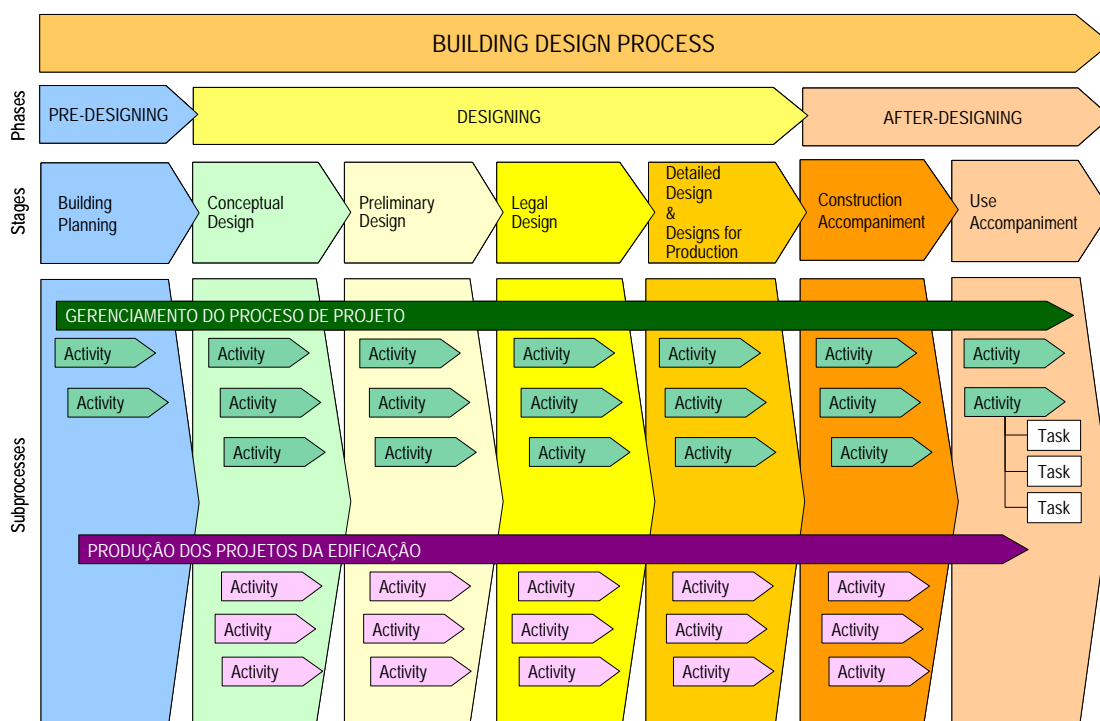 BUILDING DESIGN PROCESS
Phases
PRE-DESIGNING
DESIGNING
AFTER-DESIGNING
Stages
Building
Planning
Conceptual
Design
Preliminary
Design
Legal
Design
Detailed
Design
&
Designs for
Production
Construction
Accompaniment
Use
Accompaniment
Subprocesses
GERENCIAMENTO DO PROCESO DE PROJETO
Activity Activity Activity Activity Activity Activity Activity
Activity Activity Activity Activity Activity Activity Activity
Activity Activity Activity Activity Activity
Task
Task
Task
PRODUÇÂO DOS PROJETOS DA EDIFICAÇÂO
Activity Activity Activity Activity Activity
Activity Activity Activity Activity Activity
Activity Activity Activity Activity Activity